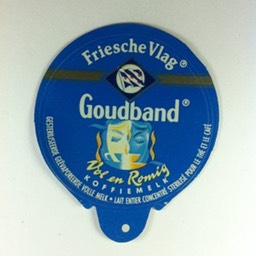 Friesche Vlag®
Goudband®
Vol en Romig
KOFFIEMELK
GESTERILISEERDE GEËVAPOREERDE VOLLE MELK • LAIT ENTIER CONCENTRÉ STÉRILISÉ POUR LE THÉ ET LE CAFÉ